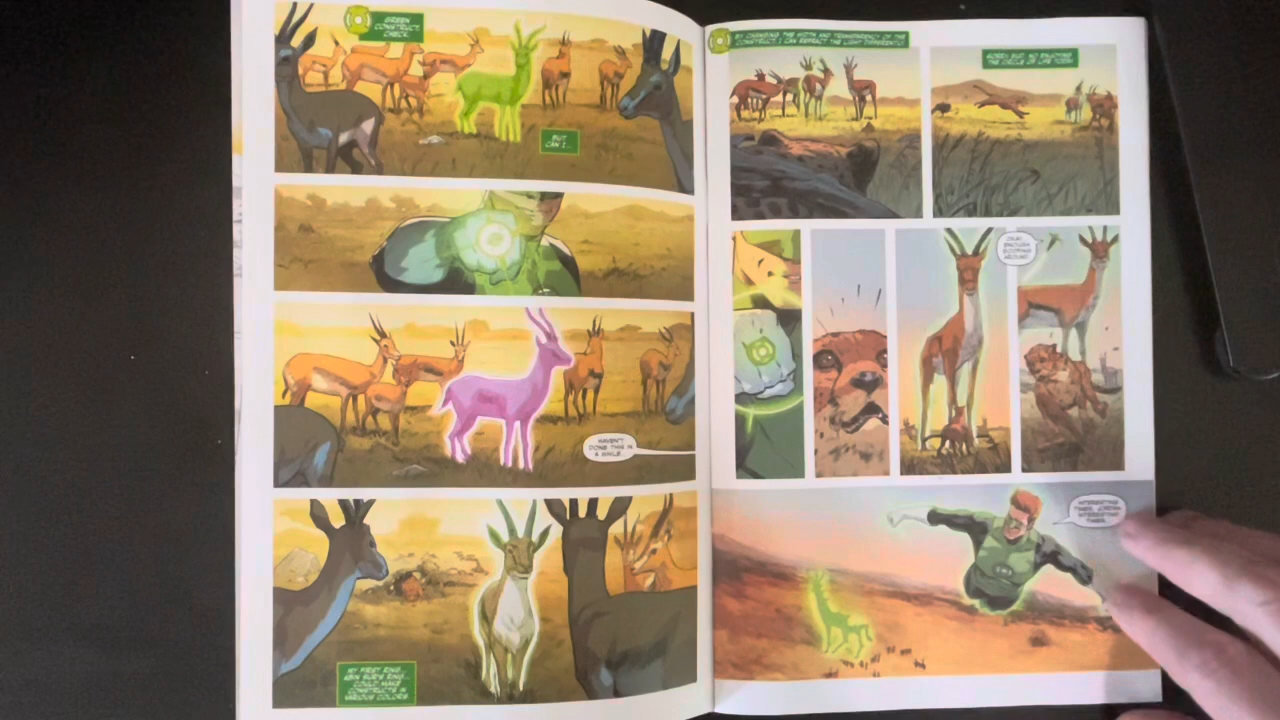 GREEN
CONSTRUCT.
CHECK.
BUT
CAN I...
HAVEN'T
DONE THIS IN
A WHILE.
MY FIRST RING...
ABIN SUR'S RING...
COULD MAKE
CONSTRUCTS IN
VARIOUS COLORS.
BY CHANGING THE WIDTH AND TRANSPARENCY OF THE
CONSTRUCT, I CAN REFRACT THE LIGHT DIFFERENTLY.
SORRY, BUT NO ENJOYING
THE CIRCLE OF LIFE TODAY.
OKAY,
ENOUGH
GOOFING
AROUND.
INTERESTING
TIMES, JORDAN.
INTERESTING
TIMES.